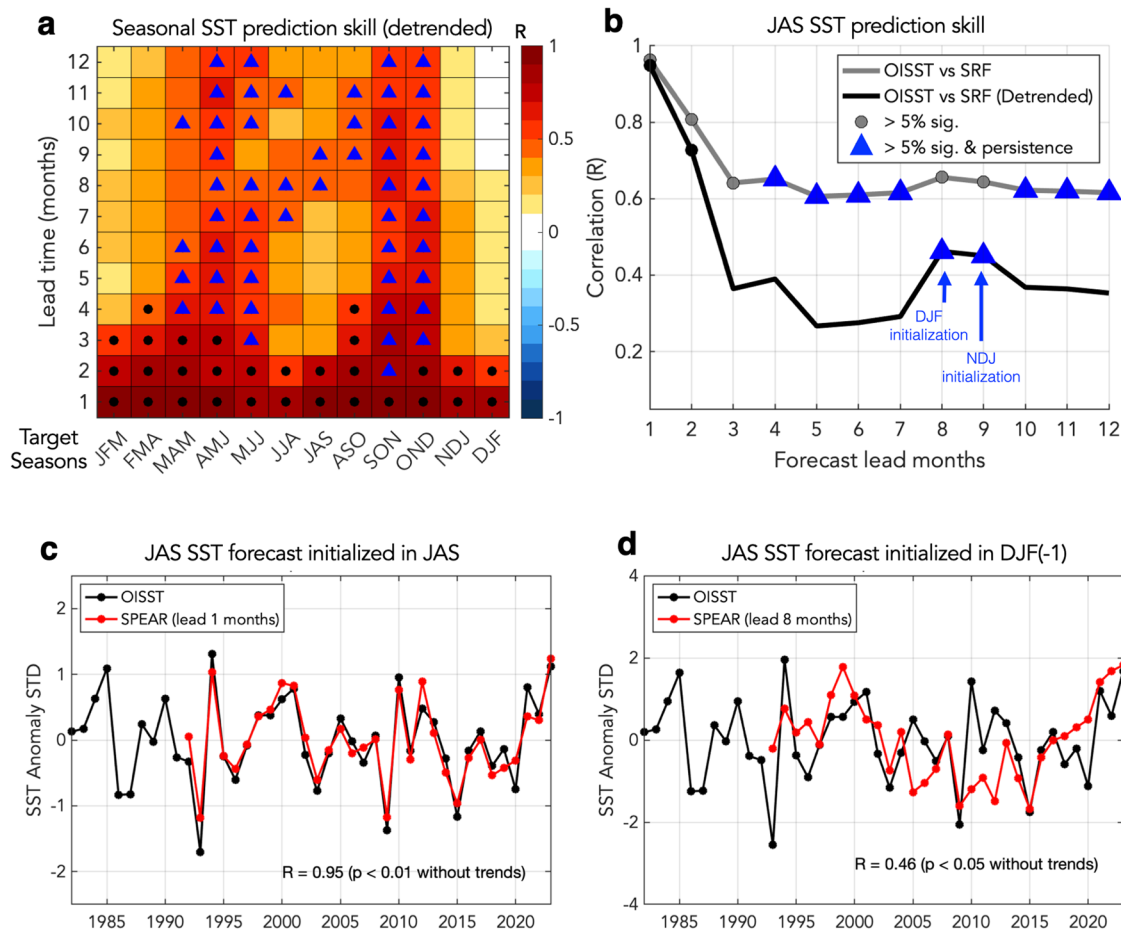 a
Seasonal SST prediction skill (detrended)
R
Lead time (months)
12
11
10
9
8
7
6
5
4
3
2
1
1
0.5
0
-0.5
-1
Target
Seasons
JFM
FMA
MAM
AMJ
MJJ
JJA
JAS
ASO
SON
OND
NDJ
DJF
b
JAS SST prediction skill
Correlation (R)
1
0.8
0.6
0.4
0.2
OISST vs SRF
OISST vs SRF (Detrended)
> 5% sig.
> 5% sig. & persistence
DJF
initialization
NDJ
initialization
1 2 3 4 5 6 7 8 9 10 11 12
Forecast lead months
c
JAS SST forecast initialized in JAS
SST Anomaly STD
2
1
0
-1
-2
OISST
SPEAR (lead 1 months)
R = 0.95 (p < 0.01 without trends)
1985 1990 1995 2000 2005 2010 2015 2020
d
JAS SST forecast initialized in DJF(-1)
SST Anomaly STD
4
2
0
-2
-4
OISST
SPEAR (lead 8 months)
R = 0.46 (p < 0.05 without trends)
1985 1990 1995 2000 2005 2010 2015 2020